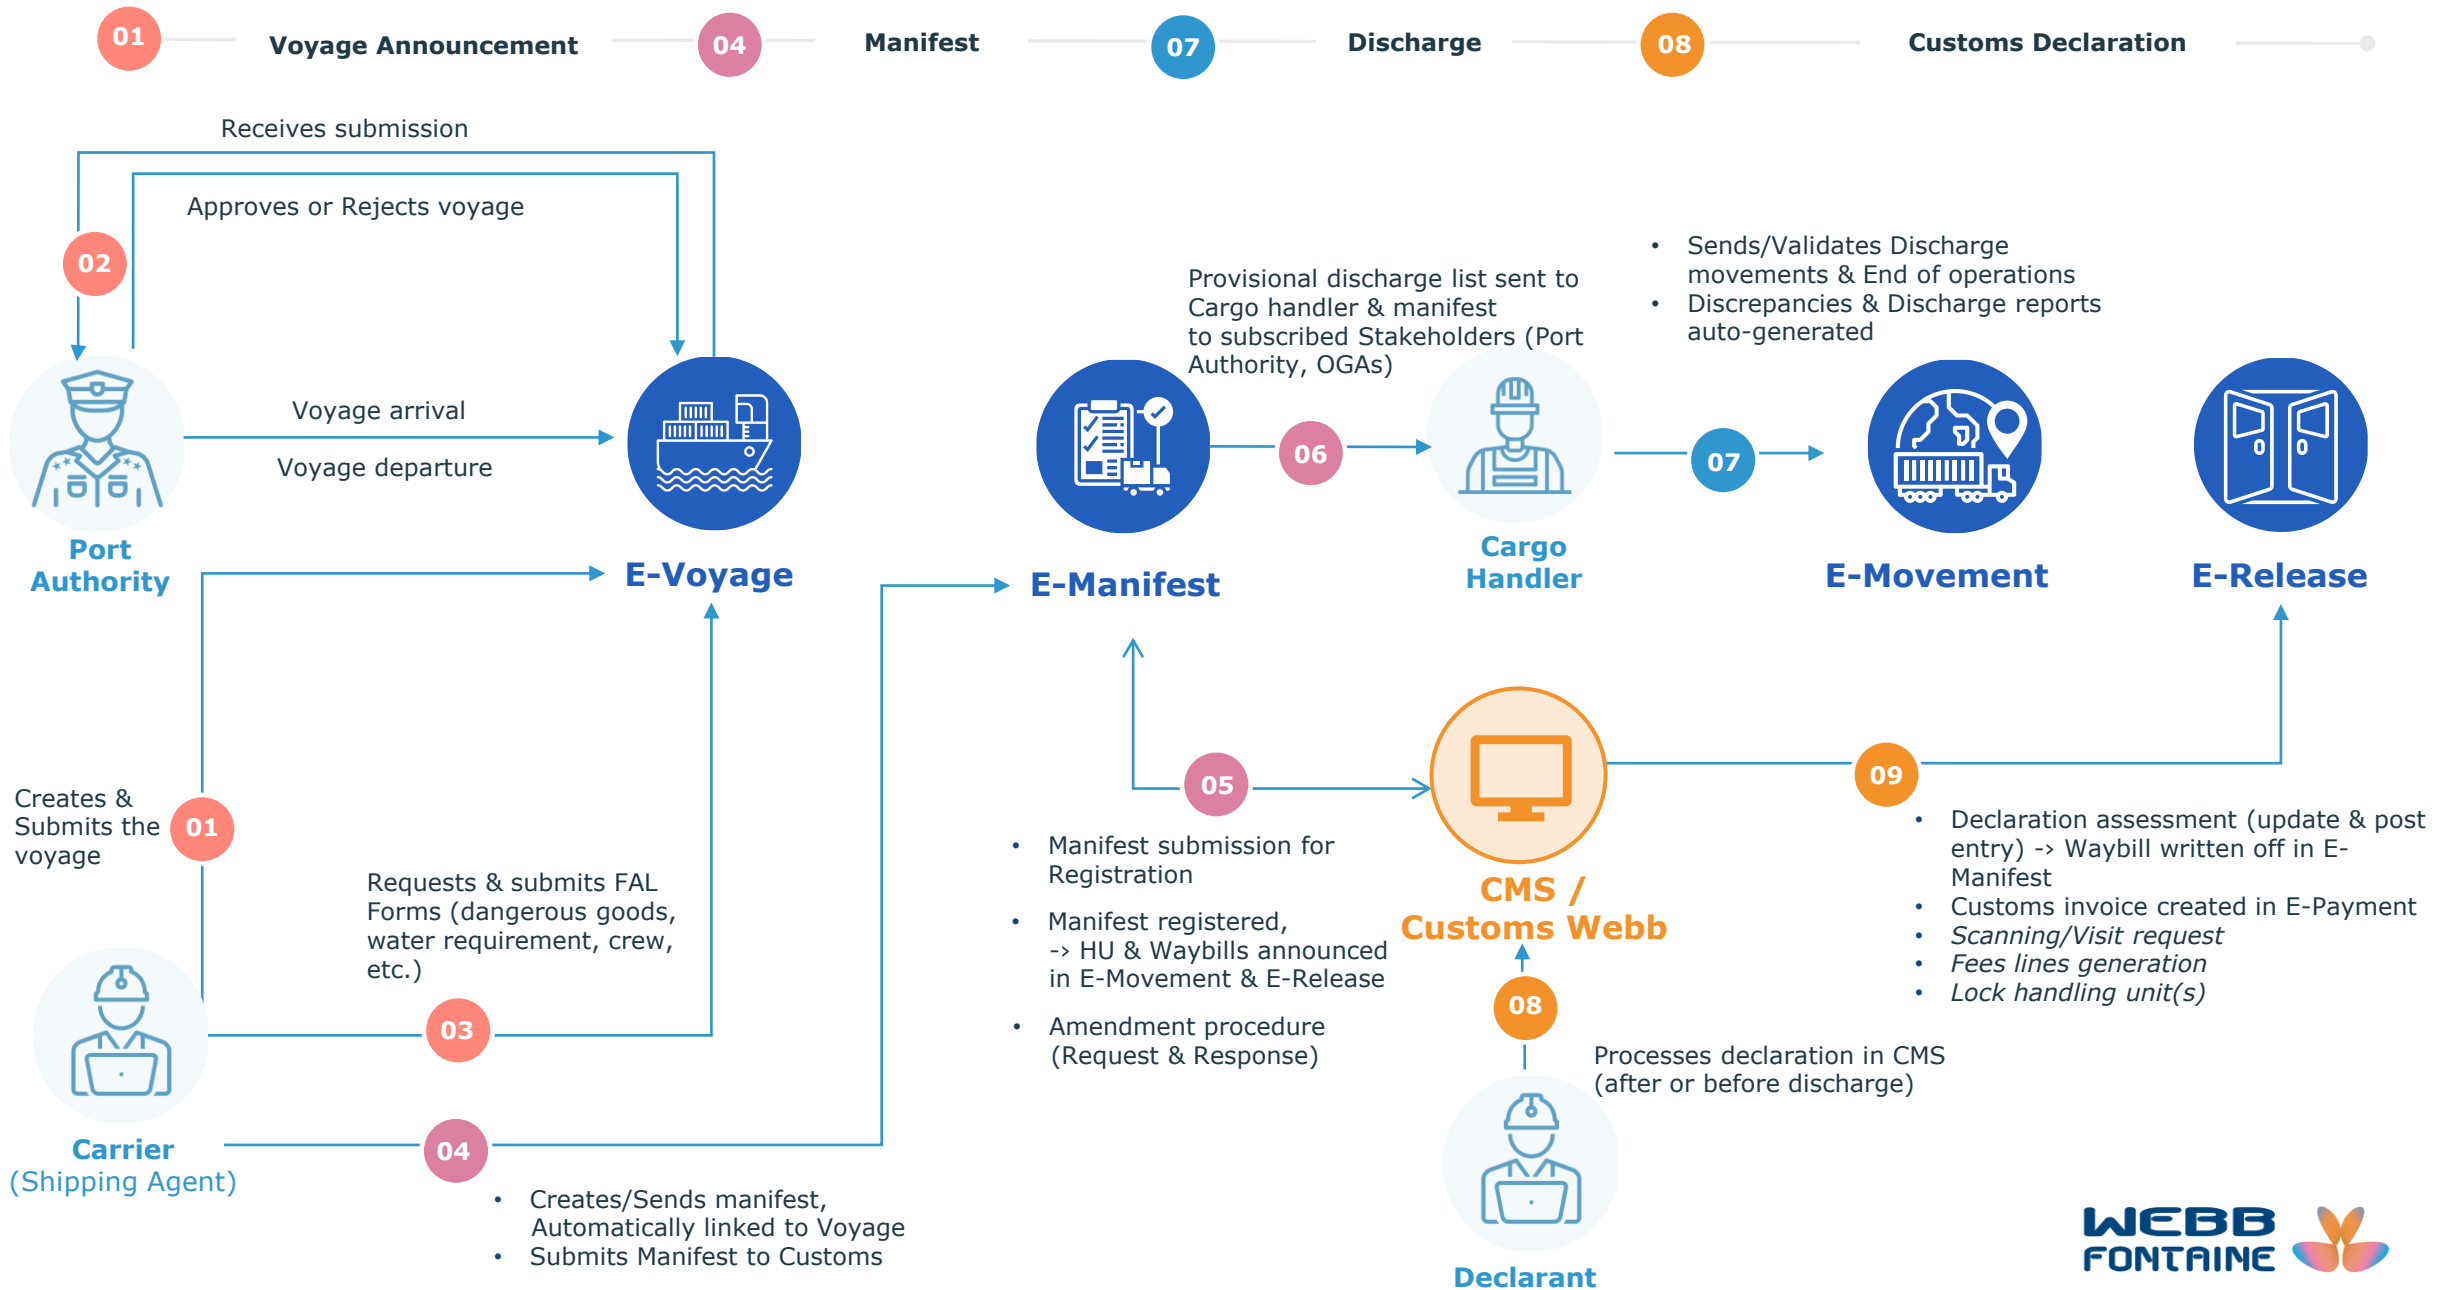 01
Voyage Announcement
04
Manifest
07
Discharge
08
Customs Declaration
Receives submission
Approves or Rejects voyage
02
Voyage arrival
Voyage departure
Port
Authority
E-Voyage
Creates &
Submits the
voyage
01
Requests & submits FAL
Forms (dangerous goods,
water requirement, crew,
etc.)
03
Carrier
(Shipping Agent)
04
• Creates/Sends manifest,
Automatically linked to Voyage
• Submits Manifest to Customs
E-Manifest
Provisional discharge list sent to
Cargo handler & manifest
to subscribed Stakeholders (Port
Authority, OGAs)
06
Cargo
Handler
05
• Manifest submission for
Registration
• Manifest registered,
-> HU & Waybills announced
in E-Movement & E-Release
• Amendment procedure
(Request & Response)
• Sends/Validates Discharge
movements & End of operations
• Discrepancies & Discharge reports
auto-generated
07
E-Movement
E-Release
CMS /
Customs Webb
08
Processes declaration in CMS
(after or before discharge)
Declarant
09
• Declaration assessment (update & post
entry) -> Waybill written off in E-
Manifest
• Customs invoice created in E-Payment
• Scanning/Visit request
• Fees lines generation
• Lock handling unit(s)
WEBB
FONTAINE